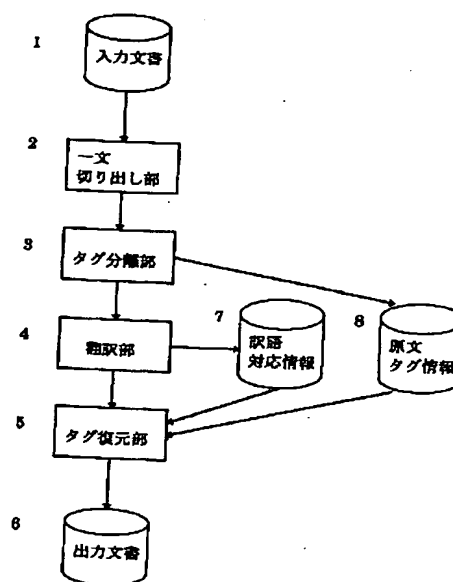 1
入力文書
2
一文
切り出し部
3
タグ分離部
4
翻訳部
7
訳語
対応情報
8
原文
タグ情報
5
タグ復元部
6
出力文書